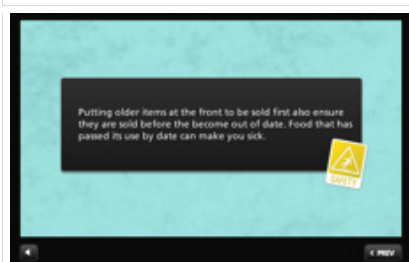 Putting older items at the front to be sold first also ensure
they are sold before the become out of date. Food that has
passed its use by date can make you sick.
SAFETY
< PREV